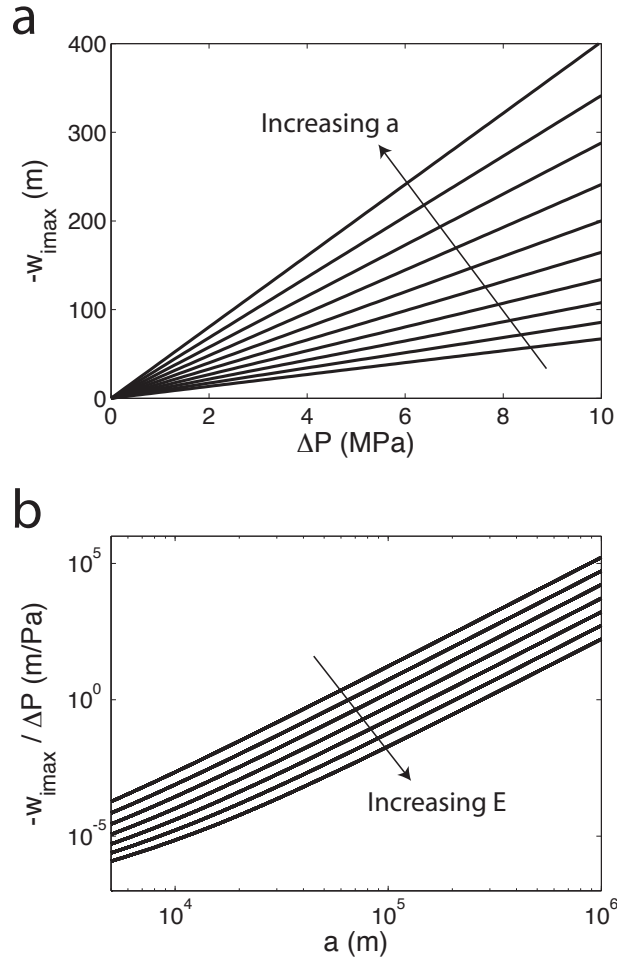 a
400
300
200
100
0
-w_imax (m)
Increasing a
0 2 4 6 8 10
ΔP (MPa)
b
10^5
10^0
10^-5
-w_imax / ΔP (m/Pa)
Increasing E
10^4 10^5 10^6
a (m)